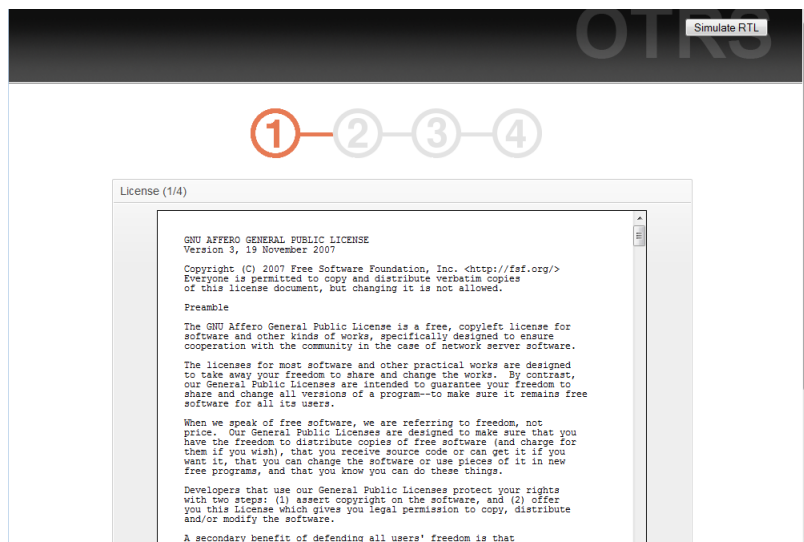 OTRS
Simulate RTL
1 2 3 4
License (1/4)
GNU AFFERO GENERAL PUBLIC LICENSE
Version 3, 19 November 2007
Copyright (C) 2007 Free Software Foundation, Inc. <http://fsf.org/>
Everyone is permitted to copy and distribute verbatim copies
of this license document, but changing it is not allowed.
Preamble
The GNU Affero General Public License is a free, copyleft license for
software and other kinds of works, specifically designed to ensure
cooperation with the community in the case of network server software.
The licenses for most software and other practical works are designed
to take away your freedom to share and change the works.  By contrast,
our General Public Licenses are intended to guarantee your freedom to
share and change all versions of a program--to make sure it remains free
software for all its users.
When we speak of free software, we are referring to freedom, not
price.  Our General Public Licenses are designed to make sure that you
have the freedom to distribute copies of free software (and charge for
them if you wish), that you receive source code or can get it if you
want it, that you can change the software or use pieces of it in new
free programs, and that you know you can do these things.
Developers that use our General Public Licenses protect your rights
with two steps: (1) assert copyright on the software, and (2) offer
you this License which gives you legal permission to copy, distribute
and/or modify the software.
A secondary benefit of defending all users' freedom is that